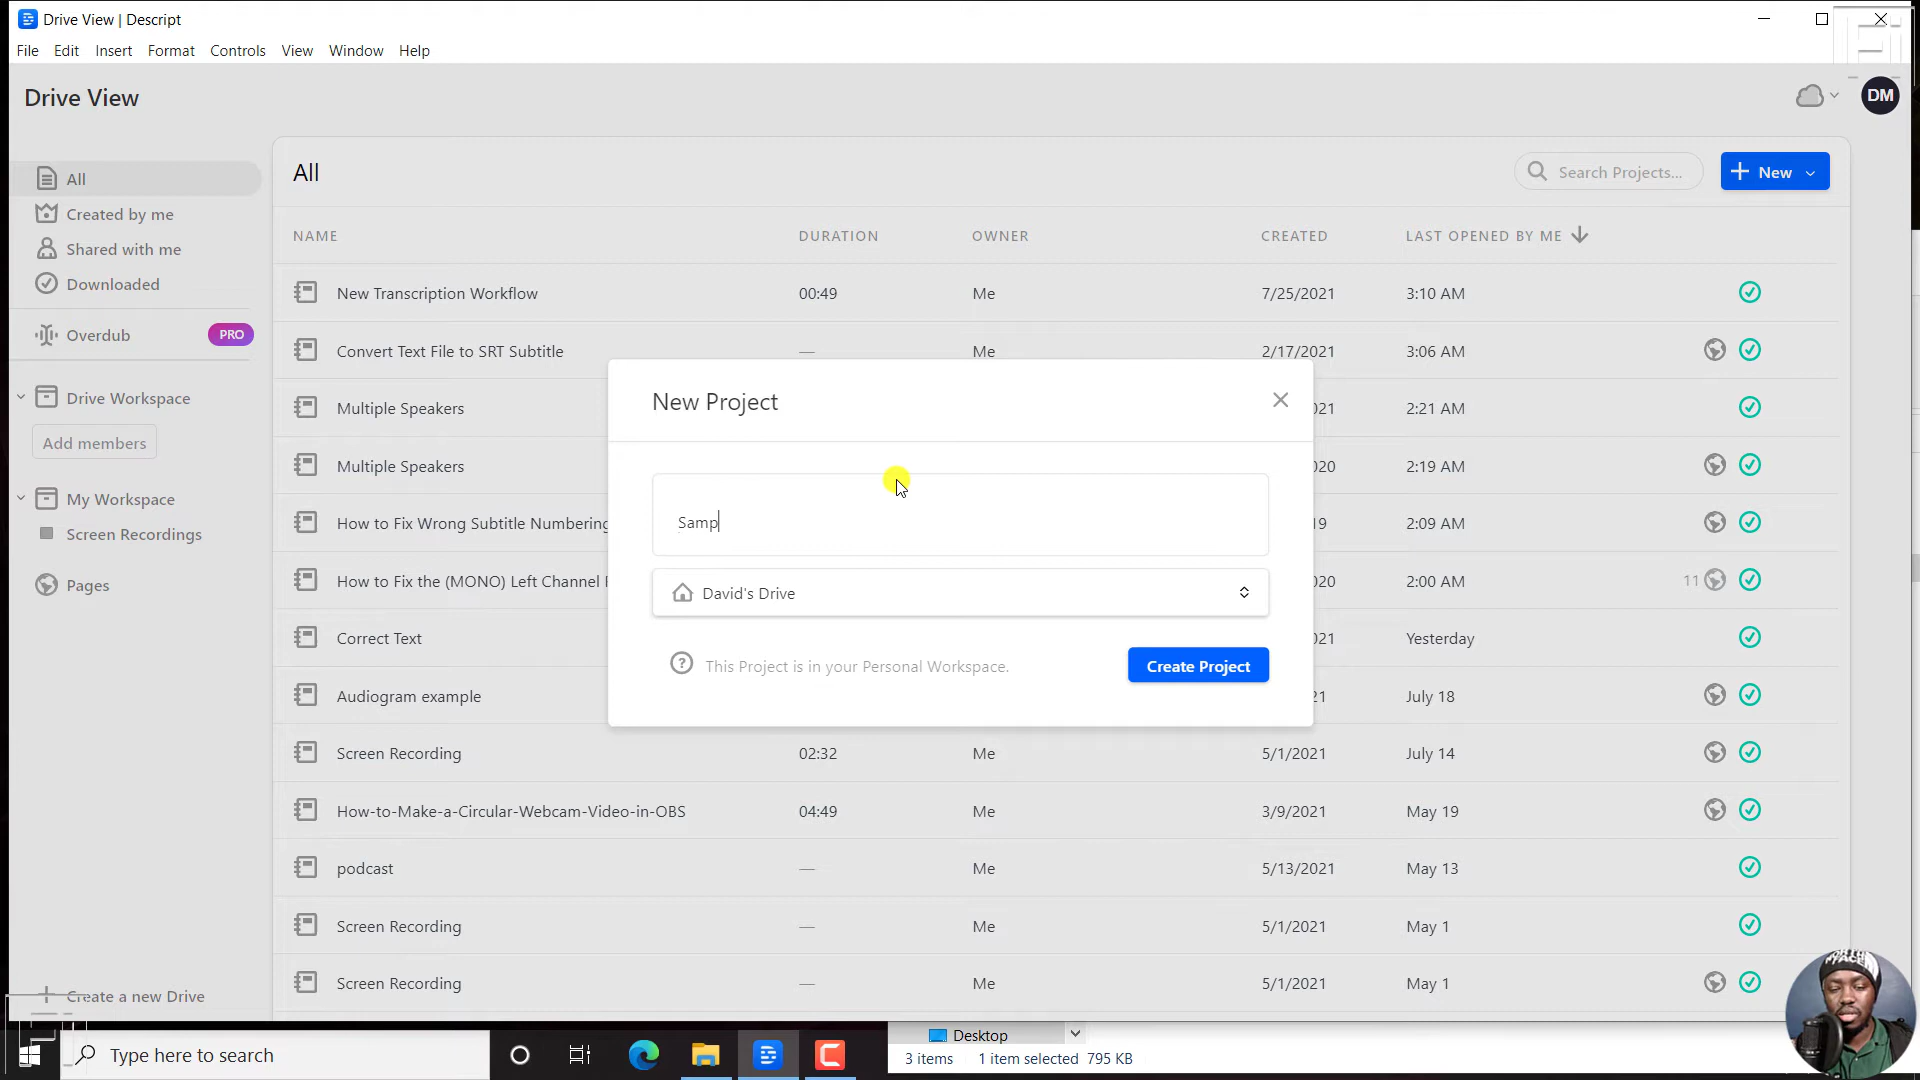 Drive View | Descript
File Edit Insert Format Controls View Window Help
Drive View
DM
All
Created by me
Shared with me
Downloaded
Overdub PRO
Drive Workspace
Add members
My Workspace
Screen Recordings
Pages
Create a new Drive
All
Search Projects...
New
NAME DURATION OWNER CREATED LAST OPENED BY ME
New Transcription Workflow 00:49 Me 7/25/2021 3:10 AM
Convert Text File to SRT Subtitle — Me 2/17/2021 3:06 AM
Multiple Speakers 021 2:21 AM
Multiple Speakers 020 2:19 AM
How to Fix Wrong Subtitle Numbering 19 2:09 AM
How to Fix the (MONO) Left Channel 020 2:00 AM 11
Correct Text 021 Yesterday
Audiogram example 21 July 18
Screen Recording 02:32 Me 5/1/2021 July 14
How-to-Make-a-Circular-Webcam-Video-in-OBS 04:49 Me 3/9/2021 May 19
podcast — Me 5/13/2021 May 13
Screen Recording — Me 5/1/2021 May 1
Screen Recording — Me 5/1/2021 May 1
New Project
Samp
David's Drive
This Project is in your Personal Workspace.
Create Project
Desktop
3 items 1 item selected 795 KB
Type here to search